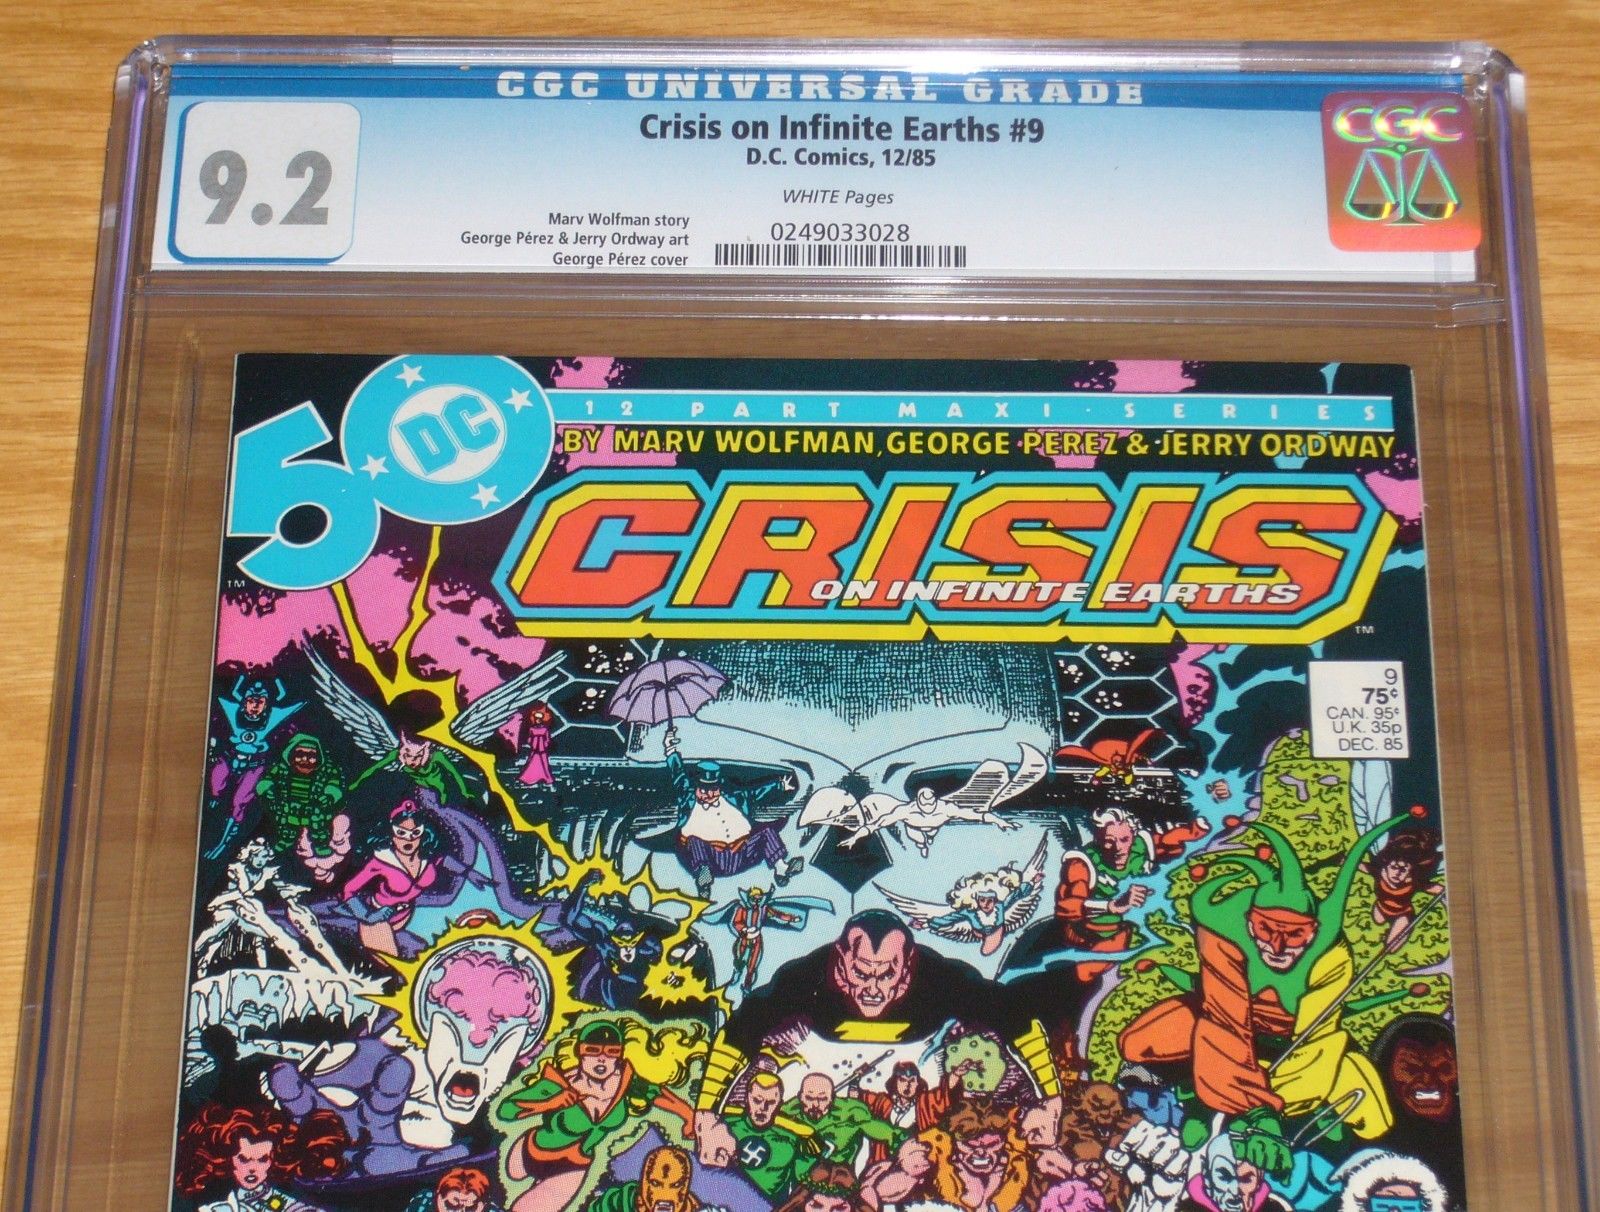 CGC UNIVERSAL GRADE
9.2
Crisis on Infinite Earths #9
D.C. Comics, 12/85
WHITE Pages
Marv Wolfman story
George Pérez & Jerry Ordway art
George Pérez cover
0249033028
CGC
50
DC
TM
12 PART MAXI-SERIES
BY MARV WOLFMAN, GEORGE PEREZ & JERRY ORDWAY
CRISIS
ON INFINITE EARTHS
TM
9
75¢
CAN. 95¢
U.K. 35p
DEC. 85